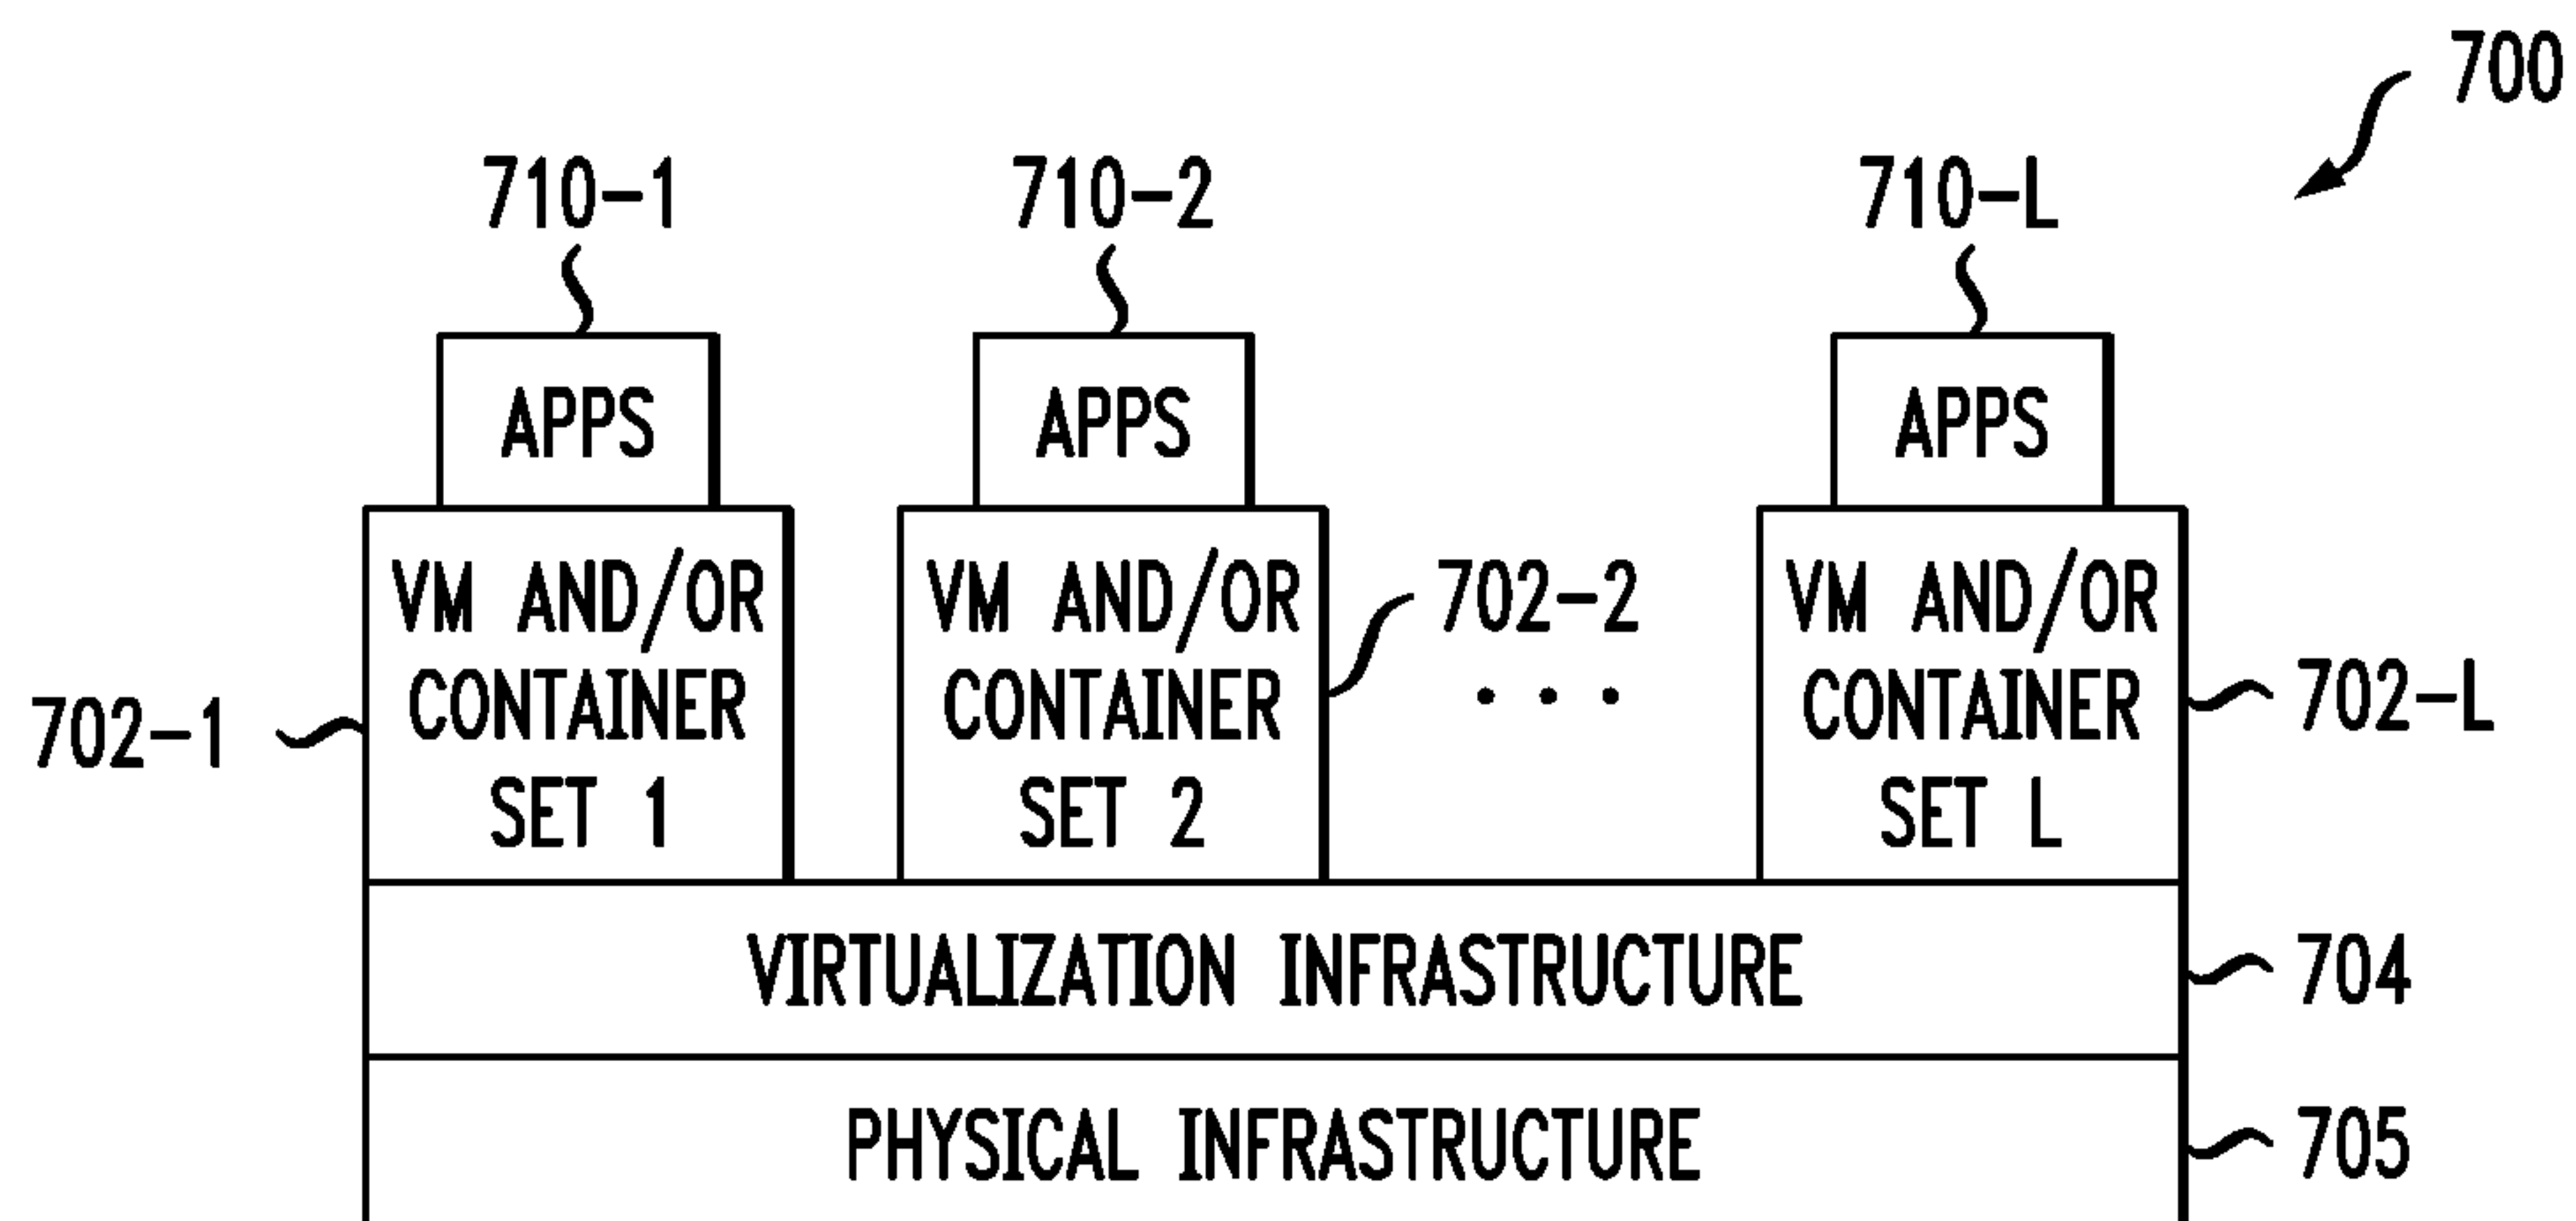 700
710-1 710-2 710-L
APPS APPS APPS
VM AND/OR CONTAINER SET 1
702-1
VM AND/OR CONTAINER SET 2
702-2
. . .
VM AND/OR CONTAINER SET L
702-L
VIRTUALIZATION INFRASTRUCTURE 704
PHYSICAL INFRASTRUCTURE 705